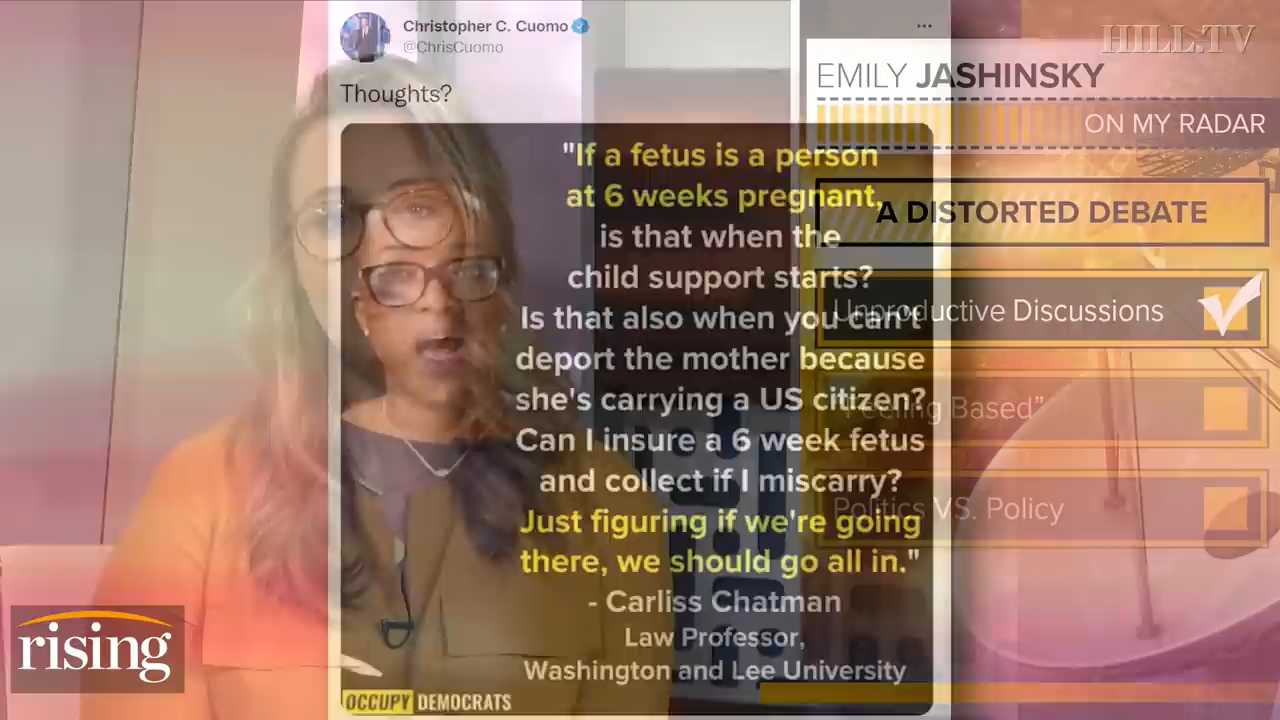 Christopher C. Cuomo
@ChrisCuomo
...
Thoughts?
"If a fetus is a person
at 6 weeks pregnant,
is that when the
child support starts?
Is that also when you can't
deport the mother because
she's carrying a US citizen?
Can I insure a 6 week fetus
and collect if I miscarry?
Just figuring if we're going
there, we should go all in."
- Carliss Chatman
Law Professor,
Washington and Lee University
OCCUPY DEMOCRATS
HILL.TV
EMILY JASHINSKY
ON MY RADAR
A DISTORTED DEBATE
Unproductive Discussions
"Feeling Based"
Politics VS. Policy
rising